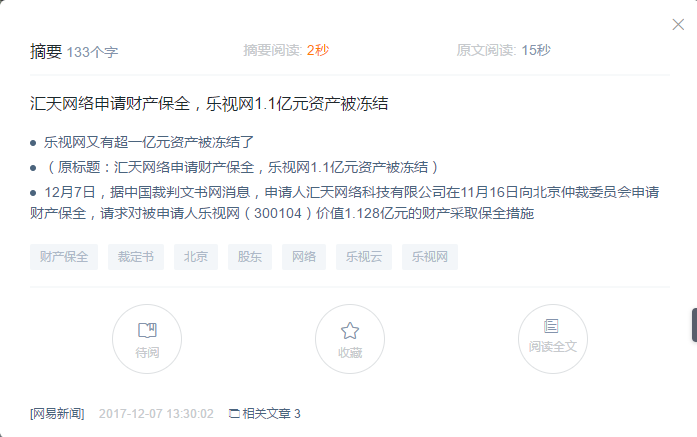 摘要 133个字 摘要阅读: 2秒 原文阅读: 15秒
汇天网络申请财产保全，乐视网1.1亿元资产被冻结
● 乐视网又有超一亿元资产被冻结了
● （原标题：汇天网络申请财产保全，乐视网1.1亿元资产被冻结）
● 12月7日，据中国裁判文书网消息，申请人汇天网络科技有限公司在11月16日向北京仲裁委员会申请
财产保全，请求对被申请人乐视网（300104）价值1.128亿元的财产采取保全措施
财产保全 裁定书 北京 股东 网络 乐视云 乐视网
待阅 收藏 阅读全文
[网易新闻] 2017-12-07 13:30:02 相关文章 3